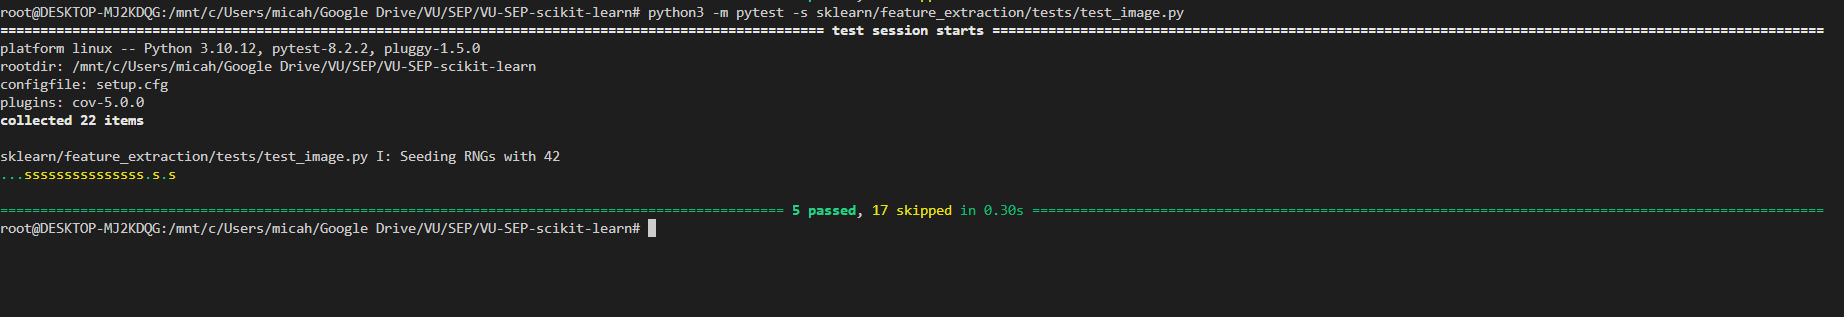 root@DESKTOP-MJ2KDQG:/mnt/c/Users/micah/Google Drive/VU/SEP/VU-SEP-scikit-learn# python3 -m pytest -s sklearn/feature_extraction/tests/test_image.py
test session starts
platform linux -- Python 3.10.12, pytest-8.2.2, pluggy-1.5.0
rootdir: /mnt/c/Users/micah/Google Drive/VU/SEP/VU-SEP-scikit-learn
configfile: setup.cfg
plugins: cov-5.0.0
collected 22 items
sklearn/feature_extraction/tests/test_image.py I: Seeding RNGs with 42
...sssssssssssssss.s.s
5 passed, 17 skipped in 0.30s
root@DESKTOP-MJ2KDQG:/mnt/c/Users/micah/Google Drive/VU/SEP/VU-SEP-scikit-learn#